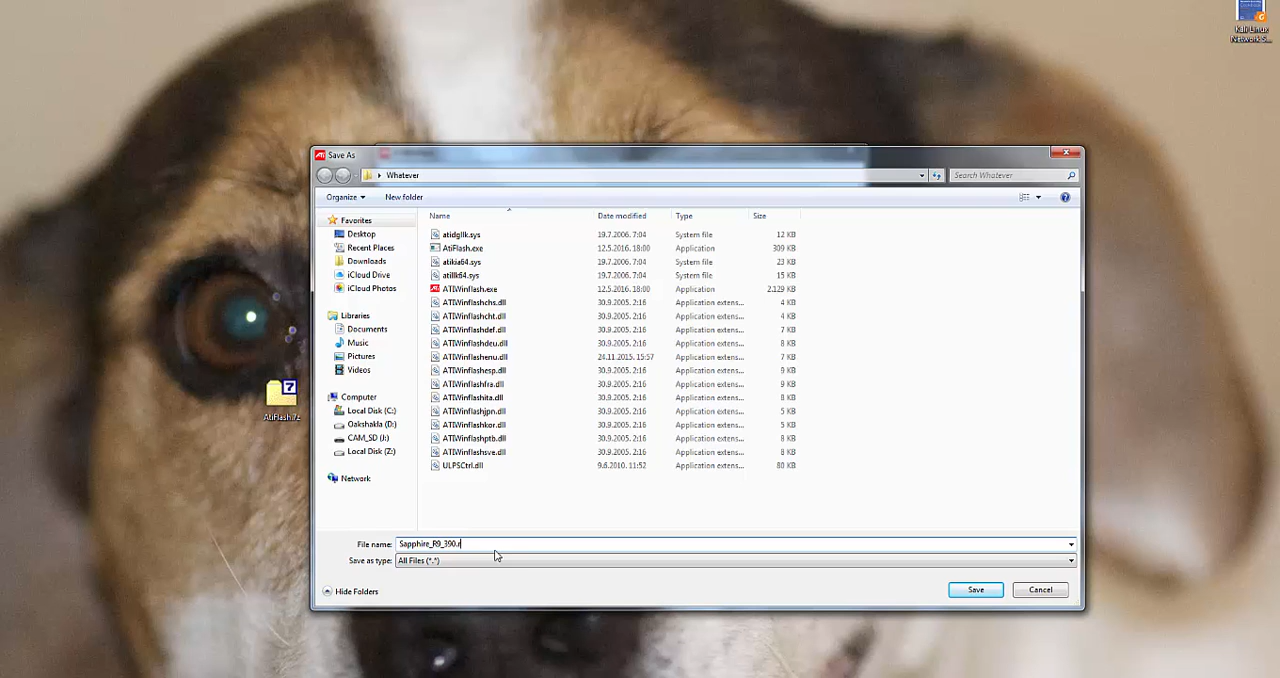 Kali Linux
Network S...
AtiFlash.7z
ATI Save As
Whatever
Search Whatever
Organize
New folder
Favorites
Desktop
Recent Places
Downloads
iCloud Drive
iCloud Photos
Libraries
Documents
Music
Pictures
Videos
Computer
Local Disk (C:)
Oakshakla (D:)
CAM_SD (J:)
Local Disk (Z:)
Network
Name Date modified Type Size
atidgllk.sys 19.7.2006. 7:04 System file 12 KB
AtiFlash.exe 12.5.2016. 18:00 Application 309 KB
atikia64.sys 19.7.2006. 7:04 System file 23 KB
atillk64.sys 19.7.2006. 7:04 System file 15 KB
ATIWinflash.exe 12.5.2016. 18:00 Application 2.129 KB
ATIWinflashchs.dll 30.9.2005. 2:16 Application extens... 4 KB
ATIWinflashcht.dll 30.9.2005. 2:16 Application extens... 4 KB
ATIWinflashdef.dll 30.9.2005. 2:16 Application extens... 7 KB
ATIWinflashdeu.dll 30.9.2005. 2:16 Application extens... 8 KB
ATIWinflashenu.dll 24.11.2015. 15:57 Application extens... 7 KB
ATIWinflashesp.dll 30.9.2005. 2:16 Application extens... 9 KB
ATIWinflashfra.dll 30.9.2005. 2:16 Application extens... 9 KB
ATIWinflashita.dll 30.9.2005. 2:16 Application extens... 8 KB
ATIWinflashjpn.dll 30.9.2005. 2:16 Application extens... 5 KB
ATIWinflashkor.dll 30.9.2005. 2:16 Application extens... 5 KB
ATIWinflashptb.dll 30.9.2005. 2:16 Application extens... 8 KB
ATIWinflashsve.dll 30.9.2005. 2:16 Application extens... 8 KB
ULPSCtrl.dll 9.6.2010. 11:52 Application extens... 80 KB
File name: Sapphire_R9_390.r
Save as type: All Files (*.*)
Hide Folders
Save
Cancel